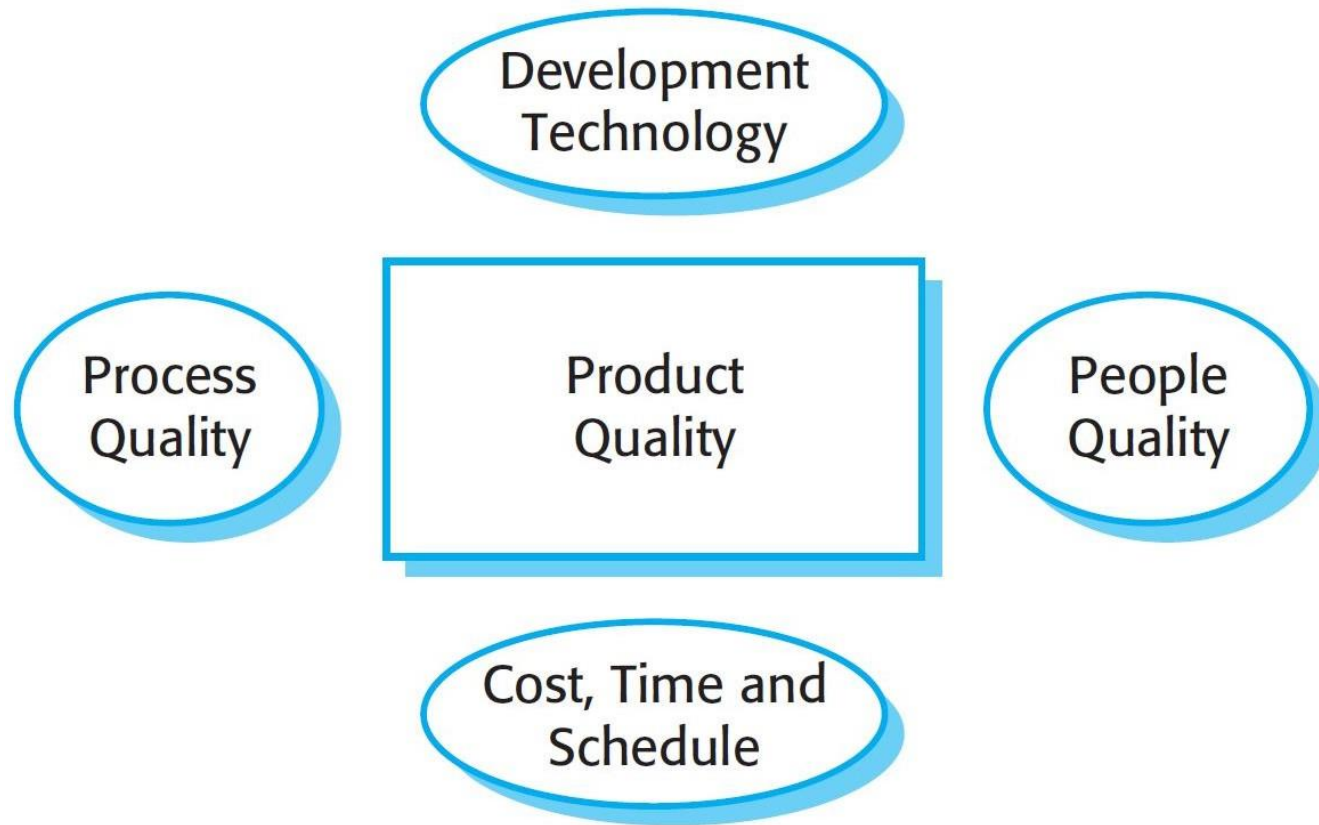 Development
Technology
Process
Quality
Product
Quality
People
Quality
Cost, Time and
Schedule